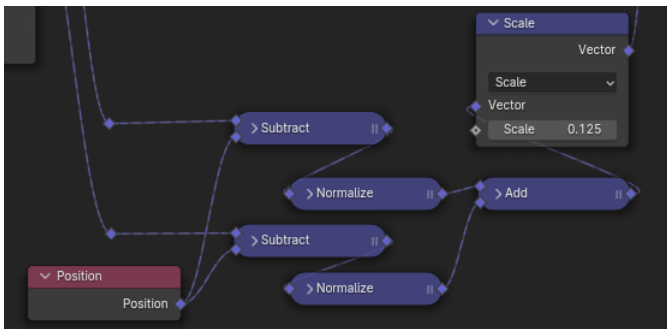 Scale
Vector
Scale
Vector
Scale 0.125
Subtract
Normalize
Add
Subtract
Position
Normalize
Position